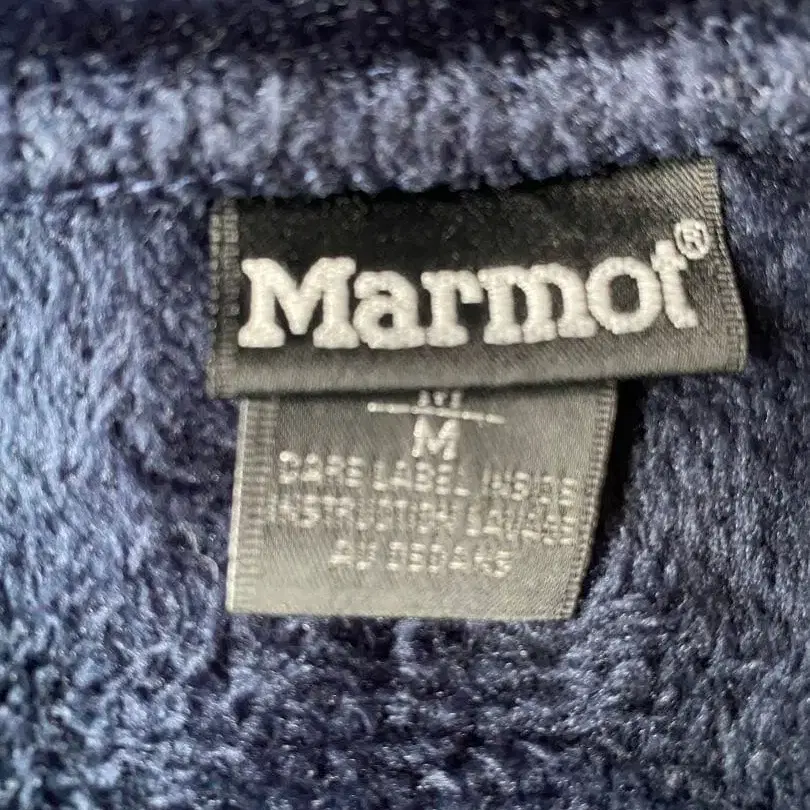 Marmot®
M
M
CARE LABEL INSIDE
INSTRUCTION LAVAGE
AU DEDANS